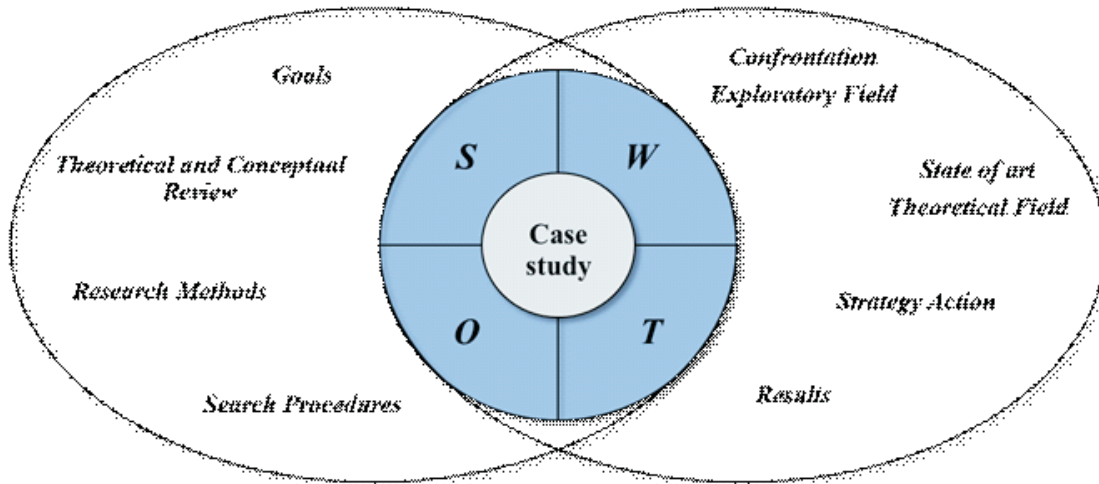 Goals
Theoretical and Conceptual
Review
Research Methods
Search Procedures
S
W
O
T
Case
study
Confrontation
Exploratory Field
State of art
Theoretical Field
Strategy Action
Results